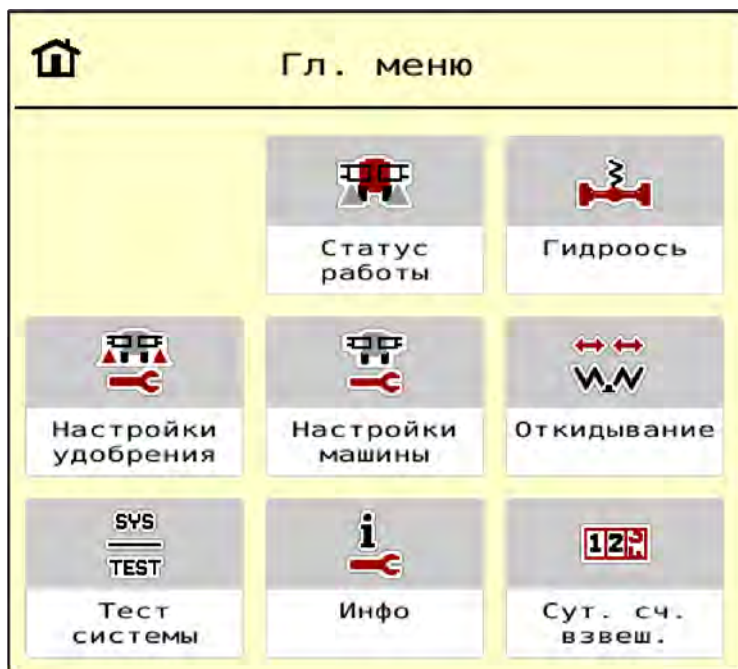 Гл. меню
Статус
работы
Гидроось
Настройки
удобрения
Настройки
машины
Откидывание
SYS
TEST
Тест
системы
i
Инфо
12
Сут. сч.
взвеш.